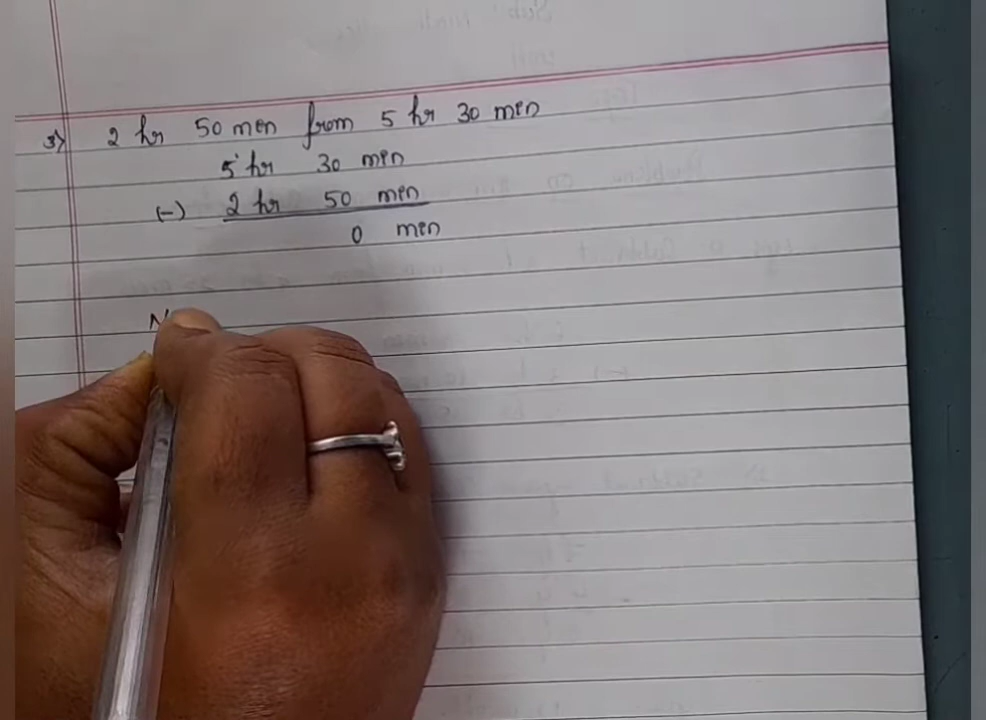 3) 2 hr 50 min from 5 hr 30 min
5 hr 30 min
(-) 2 hr 50 min
0 min